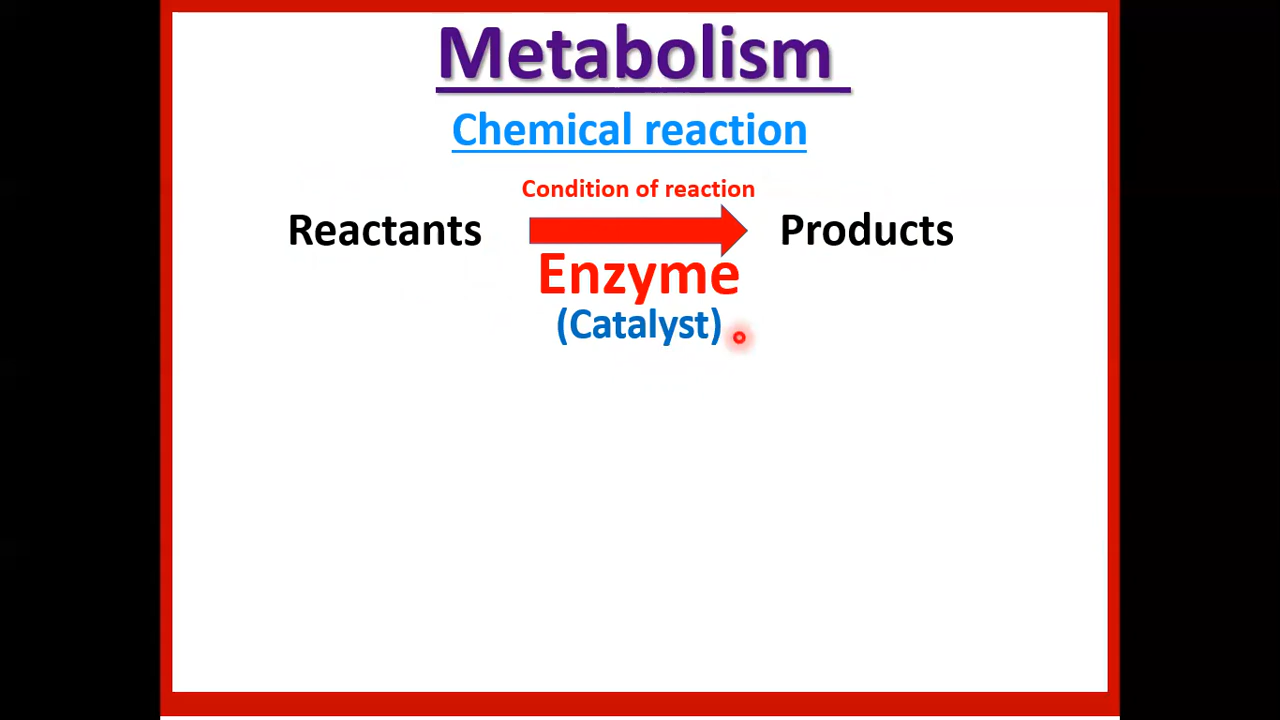 Metabolism
Chemical reaction
Condition of reaction
Reactants Products
Enzyme
(Catalyst)